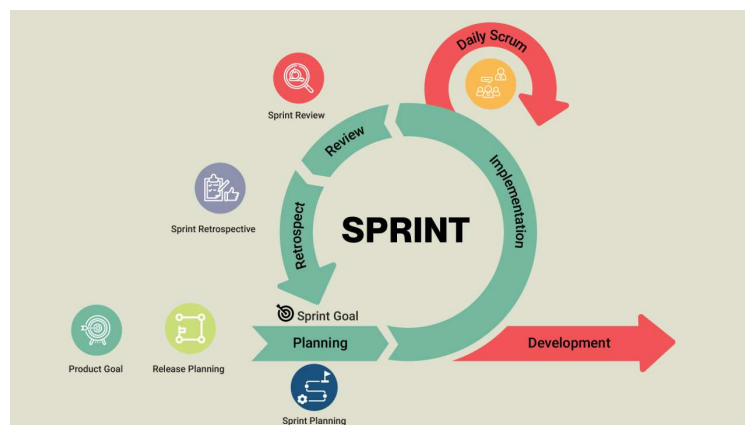 Daily Scrum
Sprint Review
Review
Implementation
Sprint Retrospective
Retrospect
SPRINT
Sprint Goal
Planning
Development
Product Goal
Release Planning
Sprint Planning